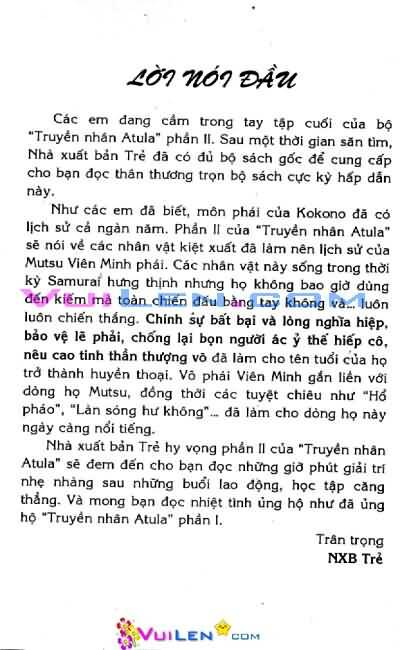 LỜI NÓI ĐẦU
Các em đang cầm trong tay tập cuối của bộ
"Truyền nhân Atula" phần II. Sau một thời gian săn tìm,
Nhà xuất bản Trẻ đã có đủ bộ sách gốc để cung cấp
cho bạn đọc thân thương trọn bộ sách cực kỳ hấp dẫn
này.
Như các em đã biết, môn phái của Kokono đã có
lịch sử cả ngàn năm. Phần II của "Truyền nhân Atula"
sẽ nói về các nhân vật kiệt xuất đã làm nên lịch sử của
Mutsu Viên Minh phái. Các nhân vật này sống trong thời
kỳ Samurai hưng thịnh nhưng họ không bao giờ dùng
đến kiếm mà toàn chiến đấu bằng tay không và... luôn
luôn chiến thắng. Chính sự bất bại và lòng nghĩa hiệp,
bảo vệ lẽ phải, chống lại bọn người ác ỷ thế hiếp cô,
nêu cao tinh thần thượng võ đã làm cho tên tuổi của họ
trở thành huyền thoại. Võ phái Viên Minh gắn liền với
dòng họ Mutsu, đồng thời các tuyệt chiêu như "Hổ
pháo", "Làn sóng hư không"... đã làm cho dòng họ này
ngày càng nổi tiếng.
Nhà xuất bản Trẻ hy vọng phần II của "Truyền nhân
Atula" sẽ đem đến cho bạn đọc những giờ phút giải trí
nhẹ nhàng sau những buổi lao động, học tập căng
thẳng. Và mong bạn đọc nhiệt tình ủng hộ như đã ủng
hộ "Truyền nhân Atula" phần I.
Trân trọng
NXB Trẻ
VUILEN.COM
VUILEN.COM